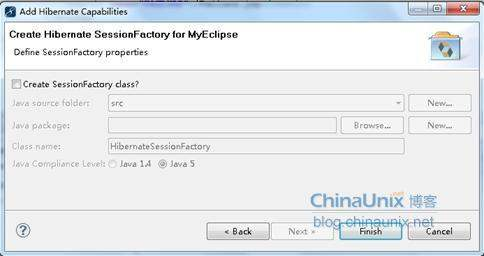 Add Hibernate Capabilities
Create Hibernate SessionFactory for MyEclipse
Define SessionFactory properties
Create SessionFactory class?
Java source folder: src New...
Java package: Browse... New...
Class name: HibernateSessionFactory
Java Compliance Level: Java 1.4 Java 5
ChinaUnix 博客
blog.chinaunix.net
? < Back Next > Finish Cancel